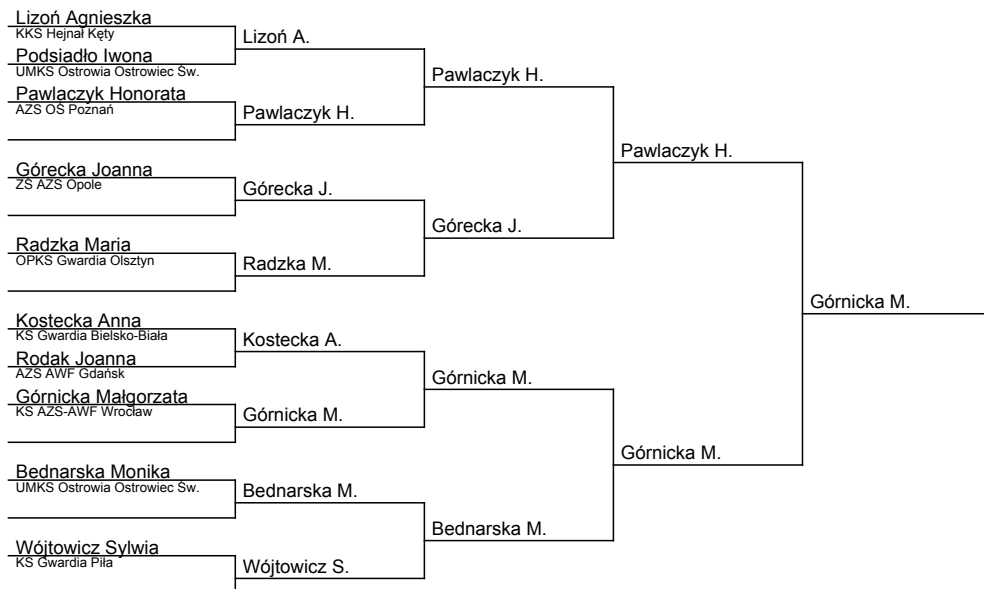 Lizoń Agnieszka
KKS Hejnał Kęty
Podsiadło Iwona
UMKS Ostrowia Ostrowiec Św.
Pawlaczyk Honorata
AZS OŚ Poznań
Górecka Joanna
ZS AZS Opole
Radzka Maria
OPKS Gwardia Olsztyn
Kostecka Anna
KS Gwardia Bielsko-Biała
Rodak Joanna
AZS AWF Gdańsk
Górnicka Małgorzata
KS AZS-AWF Wrocław
Bednarska Monika
UMKS Ostrowia Ostrowiec Św.
Wójtowicz Sylwia
KS Gwardia Piła
Lizoń A.
Pawlaczyk H.
Górecka J.
Radzka M.
Kostecka A.
Górnicka M.
Bednarska M.
Wójtowicz S.
Pawlaczyk H.
Górecka J.
Górnicka M.
Bednarska M.
Pawlaczyk H.
Górnicka M.
Górnicka M.